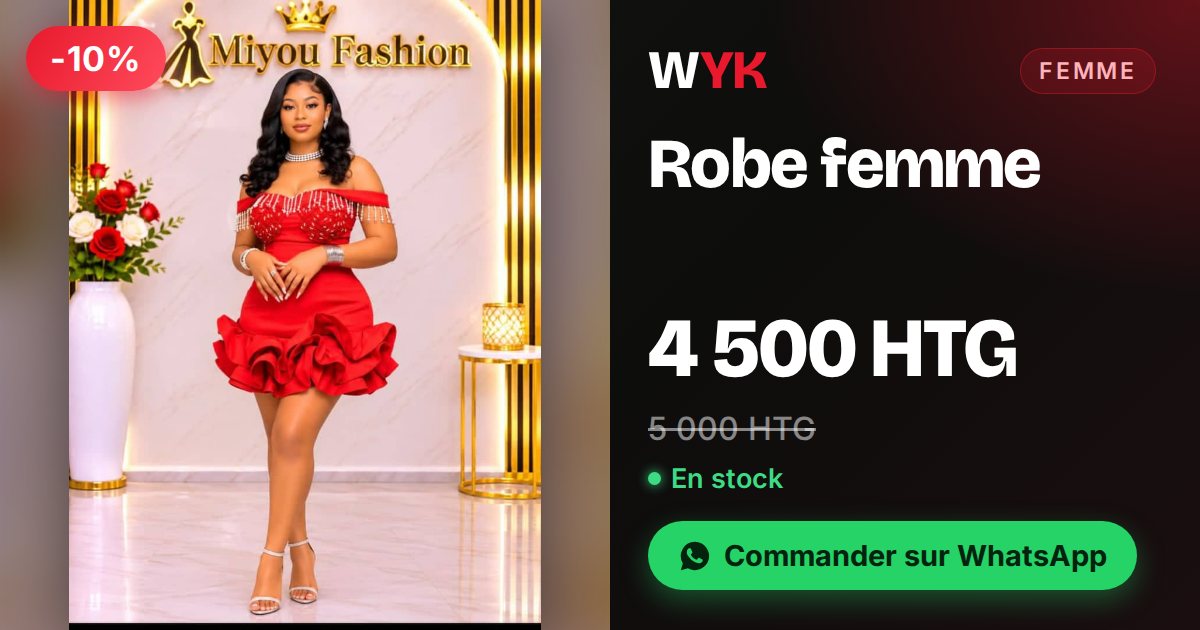 -10%
Miyou Fashion
WYK
FEMME
Robe femme
4 500 HTG
5 000 HTG
En stock
Commander sur WhatsApp